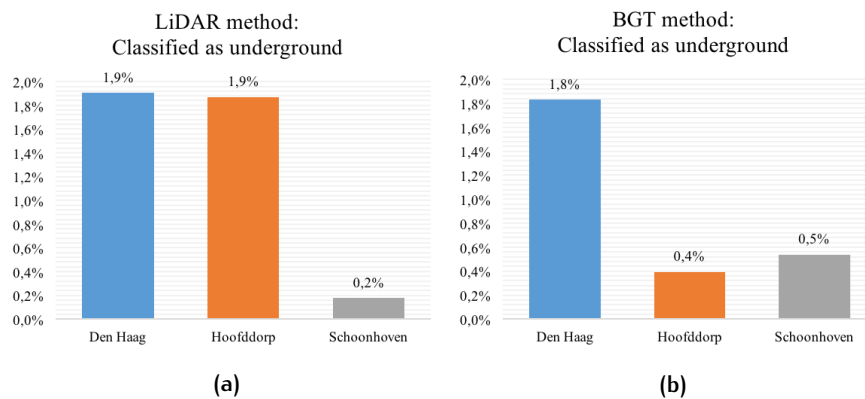 LiDAR method:
Classified as underground
1,9%
1,9%
0,2%
2,0%
1,8%
1,6%
1,4%
1,2%
1,0%
0,8%
0,6%
0,4%
0,2%
0,0%
Den Haag
Hoofddorp
Schoonhoven
(a)
BGT method:
Classified as underground
1,8%
0,4%
0,5%
2,0%
1,8%
1,6%
1,4%
1,2%
1,0%
0,8%
0,6%
0,4%
0,2%
0,0%
Den Haag
Hoofddorp
Schoonhoven
(b)